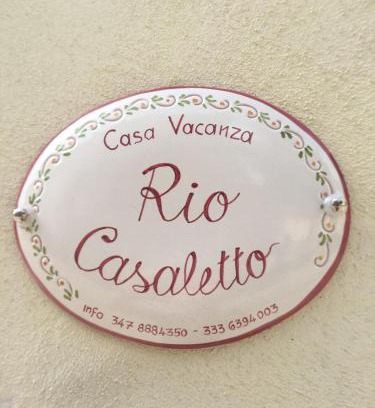 Casa Vacanza
Rio
Casaletto
info 347 8884350 - 333 6394003